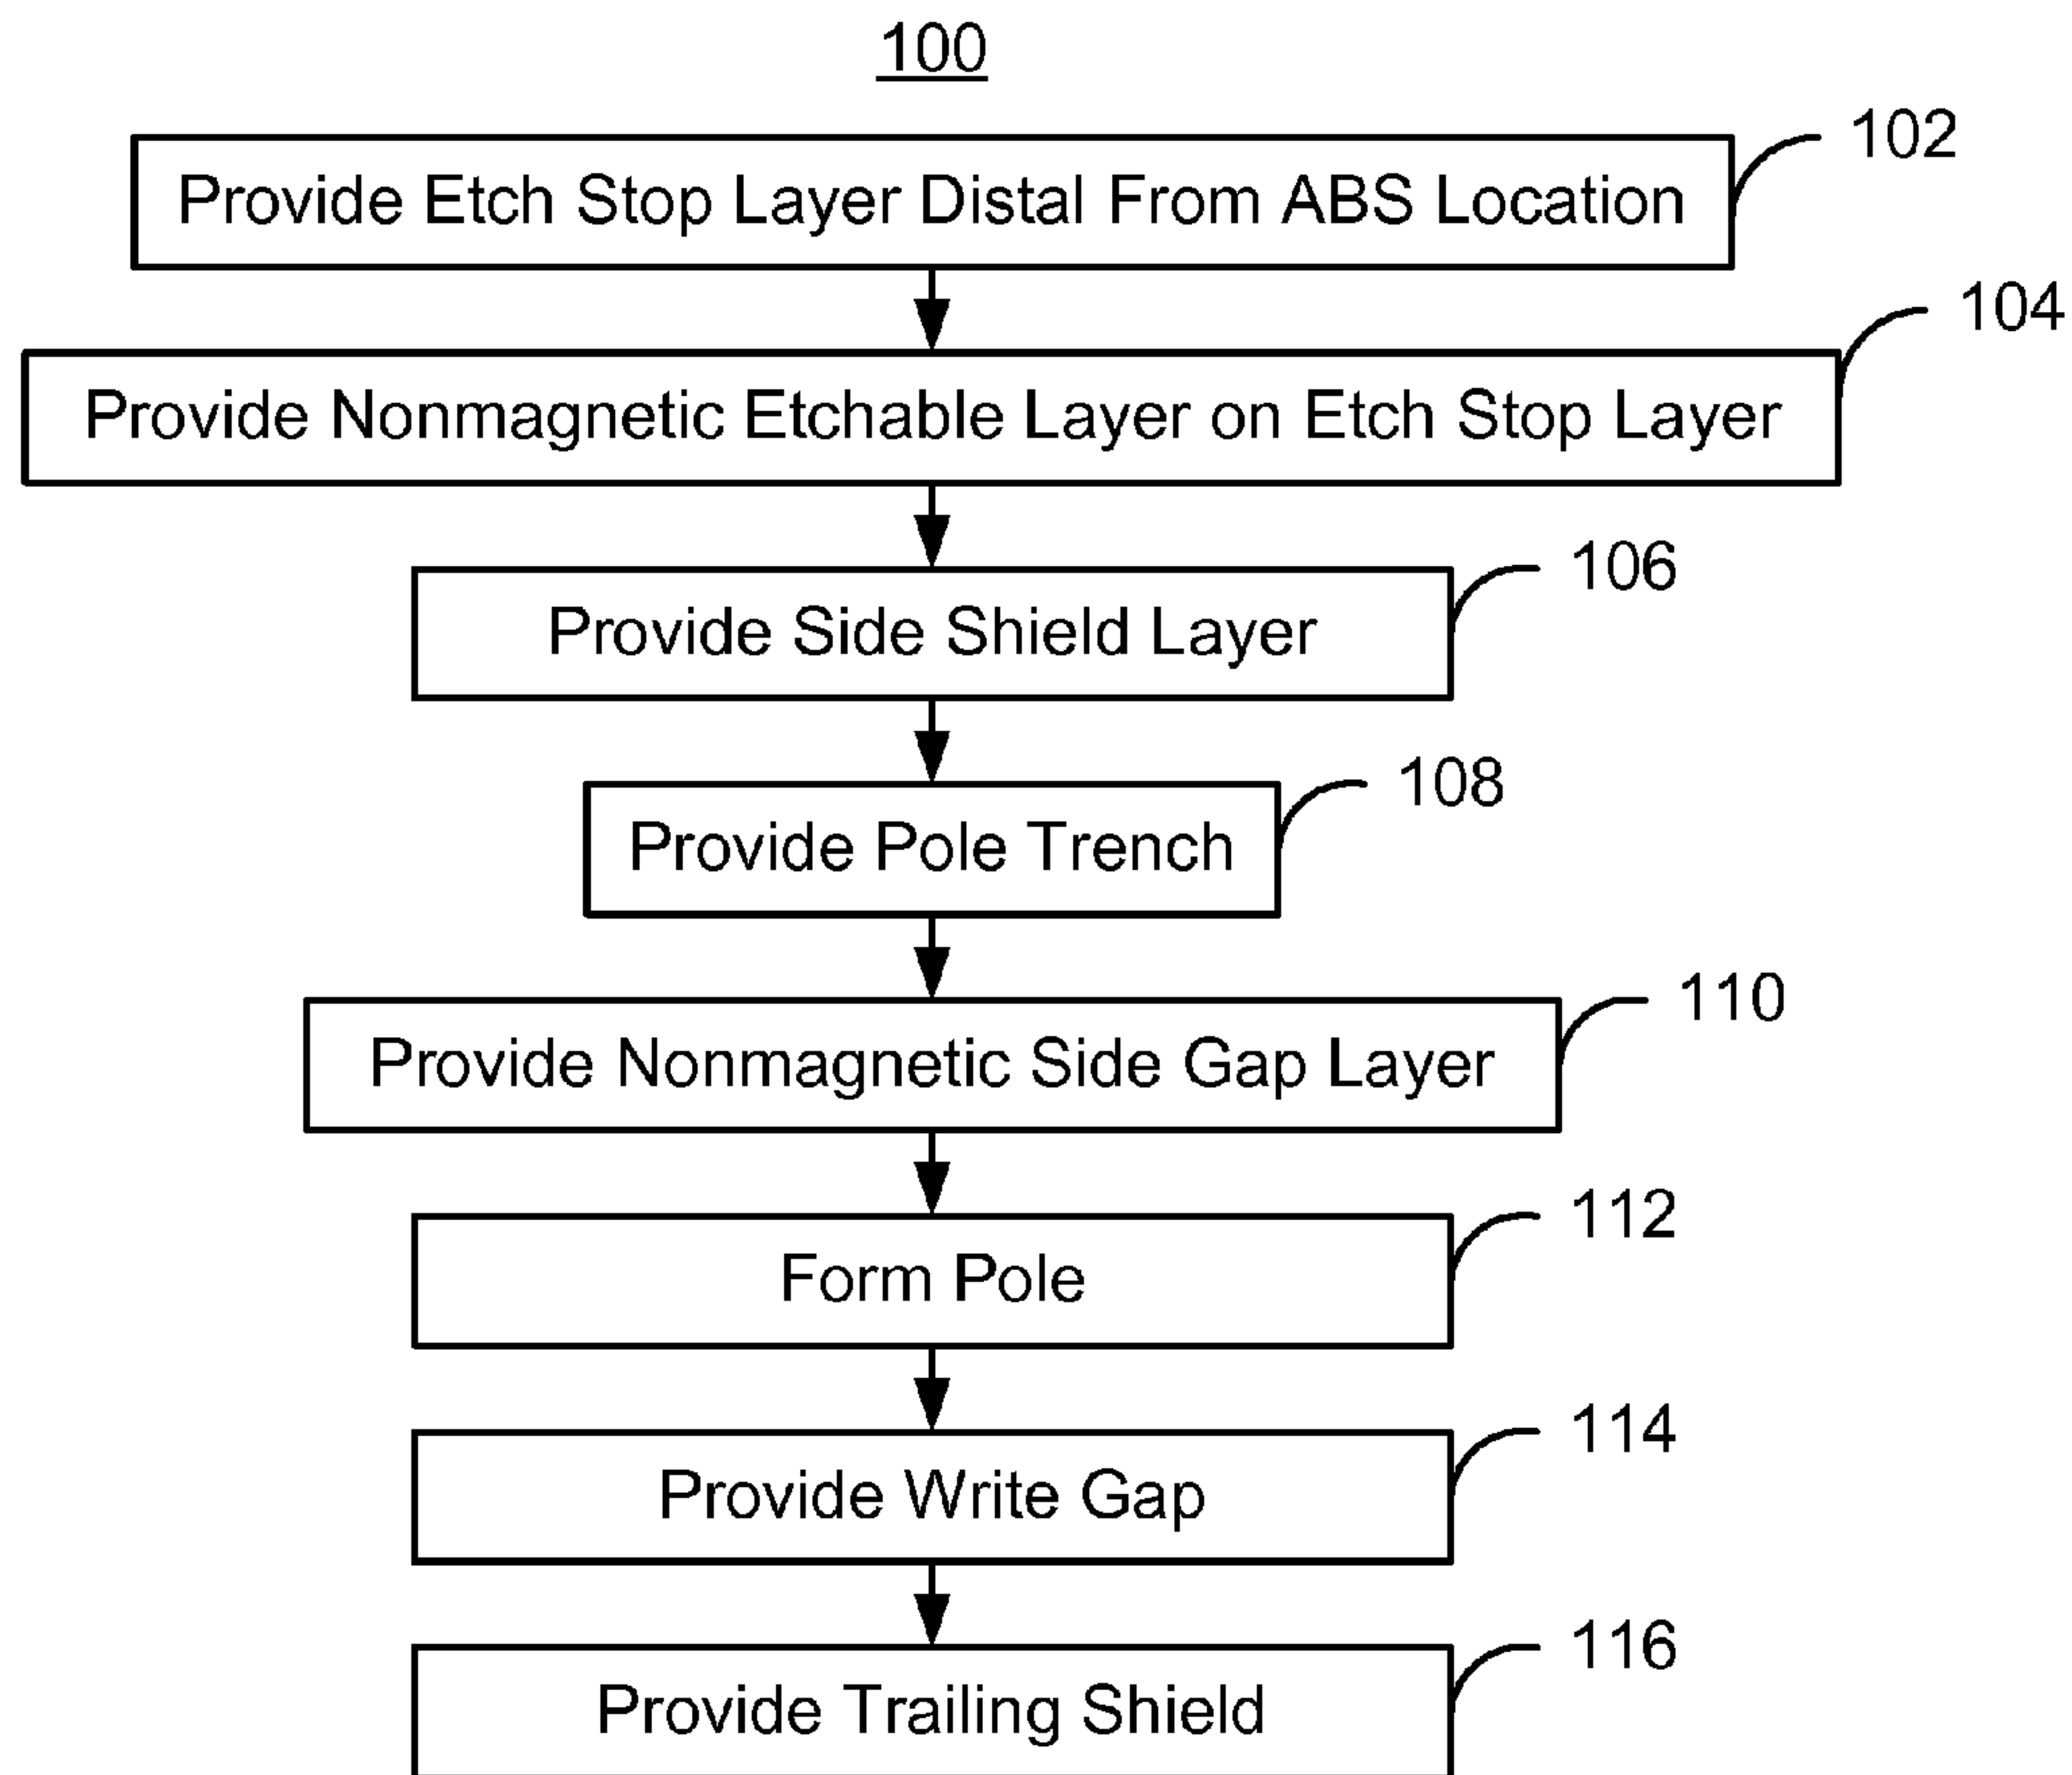 100
102
Provide Etch Stop Layer Distal From ABS Location
104
Provide Nonmagnetic Etchable Layer on Etch Stop Layer
106
Provide Side Shield Layer
108
Provide Pole Trench
110
Provide Nonmagnetic Side Gap Layer
112
Form Pole
114
Provide Write Gap
116
Provide Trailing Shield